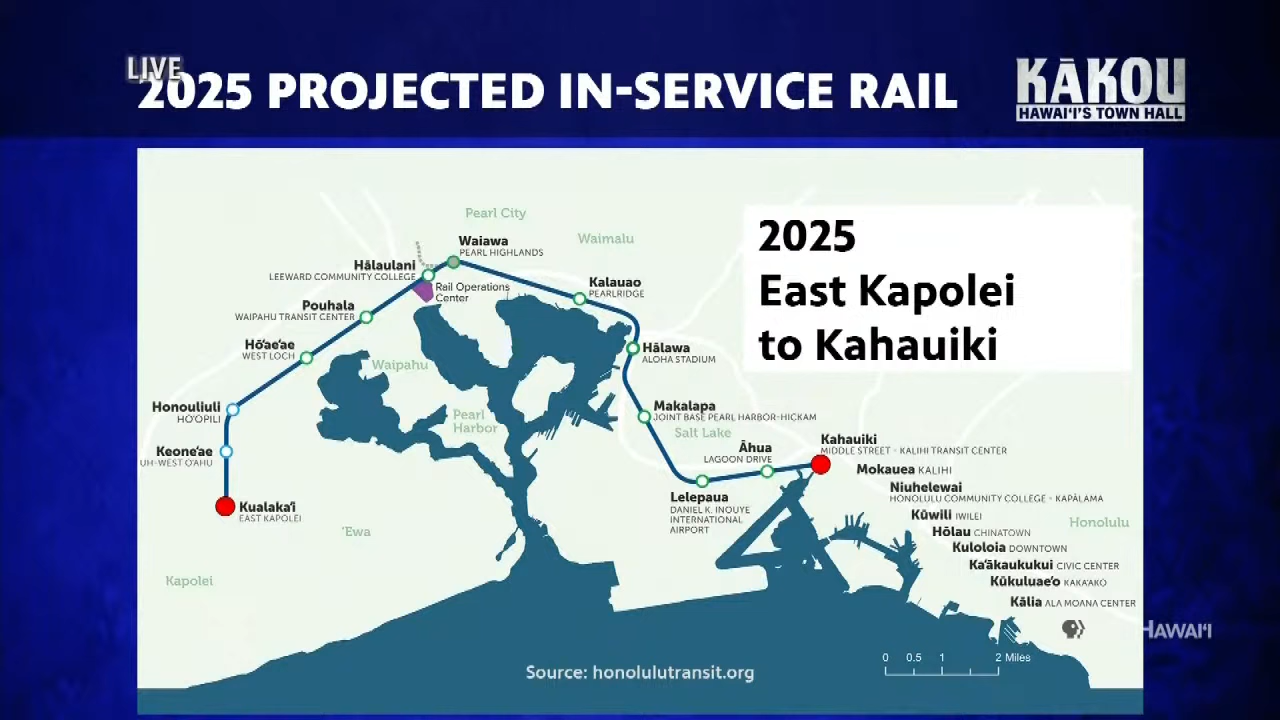 LIVE
2025 PROJECTED IN-SERVICE RAIL
KĀKOU
HAWAIʻI'S TOWN HALL
2025
East Kapolei
to Kahauiki
Pearl City
Waimalu
Waiawa
PEARL HIGHLANDS
Hālaulani
LEEWARD COMMUNITY COLLEGE
Rail Operations
Center
Kalauao
PEARLRIDGE
Pouhala
WAIPAHU TRANSIT CENTER
Hōʻaeʻae
WEST LOCH
Hālawa
ALOHA STADIUM
Waipahu
Honouliuli
HOʻOPILI
Pearl
Harbor
Makalapa
JOINT BASE PEARL HARBOR-HICKAM
Salt Lake
Keoneʻae
UH-WEST OʻAHU
Āhua
LAGOON DRIVE
Kahauiki
MIDDLE STREET - KALIHI TRANSIT CENTER
Mokauea KALIHI
Niuhelewai
HONOLULU COMMUNITY COLLEGE - KAPĀLAMA
Kualakaʻi
EAST KAPOLEI
Lelepaua
DANIEL K. INOUYE
INTERNATIONAL
AIRPORT
Kūwili IWILEI
Honolulu
Hōlau CHINATOWN
ʻEwa
Kuloloia DOWNTOWN
Kaʻākaukukui CIVIC CENTER
Kapolei
Kūkuluaeʻo KAKAʻAKO
Kālia ALA MOANA CENTER
HAWAIʻI
0 0.5 1 2 Miles
Source: honolulutransit.org